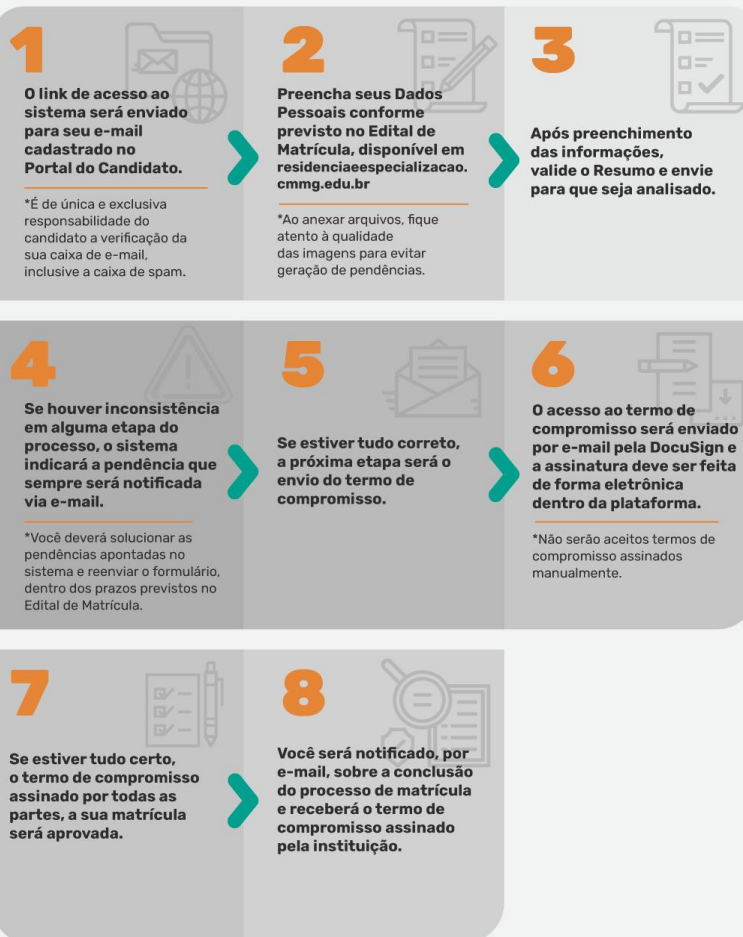 1
O link de acesso ao
sistema será enviado
para seu e-mail
cadastrado no
Portal do Candidato.
*É de única e exclusiva
responsabilidade do
candidato a verificação da
sua caixa de e-mail,
inclusive a caixa de spam.
2
Preencha seus Dados
Pessoais conforme
previsto no Edital de
Matrícula, disponível em
residenciaeespecializacao.
cmmg.edu.br
*Ao anexar arquivos, fique
atento à qualidade
das imagens para evitar
geração de pendências.
3
Após preenchimento
das informações,
valide o Resumo e envie
para que seja analisado.
4
Se houver inconsistência
em alguma etapa do
processo, o sistema
indicará a pendência que
sempre será notificada
via e-mail.
*Você deverá solucionar as
pendências apontadas no
sistema e reenviar o formulário,
dentro dos prazos previstos no
Edital de Matrícula.
5
Se estiver tudo correto,
a próxima etapa será o
envio do termo de
compromisso.
6
O acesso ao termo de
compromisso será enviado
por e-mail pela DocuSign e
a assinatura deve ser feita
de forma eletrônica
dentro da plataforma.
*Não serão aceitos termos de
compromisso assinados
manualmente.
7
Se estiver tudo certo,
o termo de compromisso
assinado por todas as
partes, a sua matrícula
será aprovada.
8
Você será notificado, por
e-mail, sobre a conclusão
do processo de matrícula
e receberá o termo de
compromisso assinado
pela instituição.